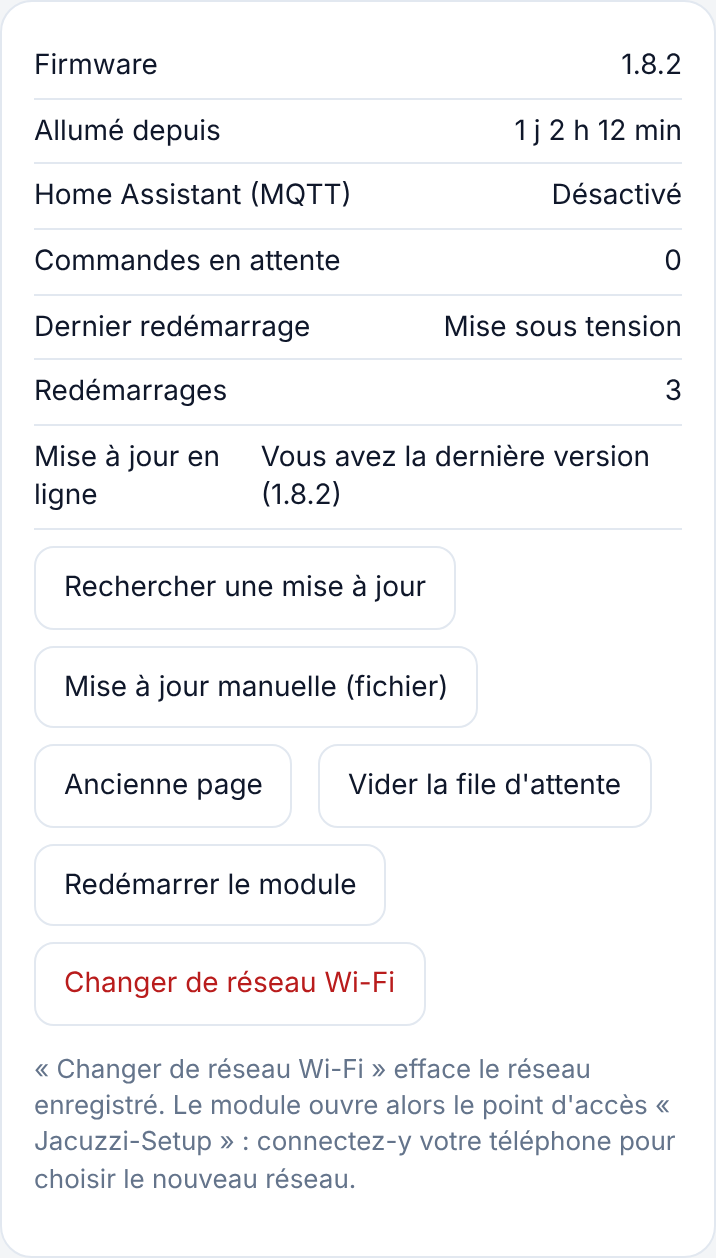 Firmware 1.8.2
Allumé depuis 1 j 2 h 12 min
Home Assistant (MQTT) Désactivé
Commandes en attente 0
Dernier redémarrage Mise sous tension
Redémarrages 3
Mise à jour en ligne Vous avez la dernière version (1.8.2)
Rechercher une mise à jour
Mise à jour manuelle (fichier)
Ancienne page Vider la file d'attente
Redémarrer le module
Changer de réseau Wi-Fi
« Changer de réseau Wi-Fi » efface le réseau
enregistré. Le module ouvre alors le point d'accès «
Jacuzzi-Setup » : connectez-y votre téléphone pour
choisir le nouveau réseau.